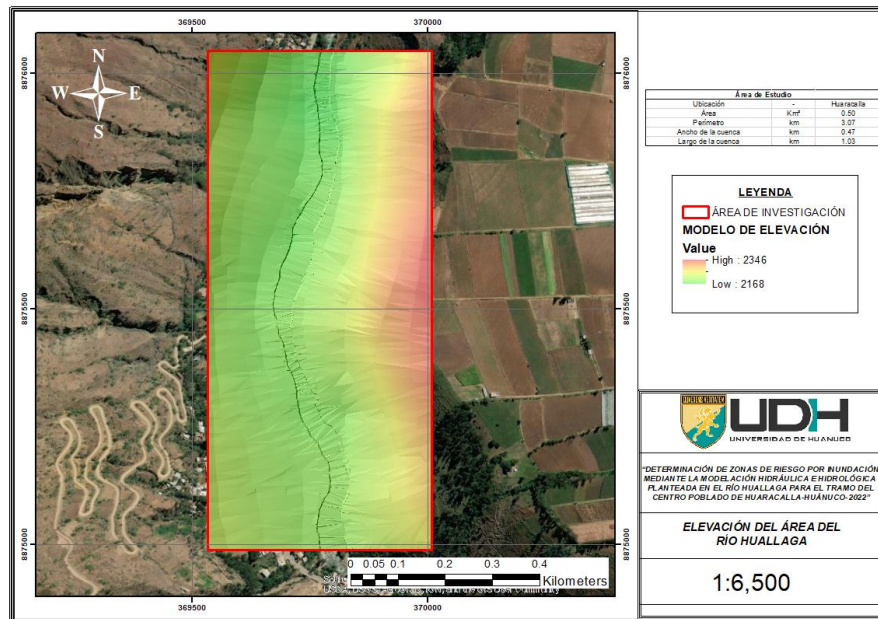 369500 370000
N
W E
S
8876000 8876000
8875500 8875500
8875000 8875000
0 0.05 0.1 0.2 0.3 0.4
Kilometers
369500 370000
Área de Estudio
Ubicación - Huaracalla
Área Km² 0.50
Perímetro km 3.07
Ancho de la cuenca km 0.47
Largo de la cuenca km 1.03
LEYENDA
ÁREA DE INVESTIGACIÓN
MODELO DE ELEVACIÓN
Value
High : 2346
Low : 2168
UDH
UNIVERSIDAD DE HUANUCO
"DETERMINACIÓN DE ZONAS DE RIESGO POR INUNDACIÓN
MEDIANTE LA MODELACIÓN HIDRÁULICA E HIDROLÓGICA
PLANTEADA EN EL RÍO HUALLAGA PARA EL TRAMO DEL
CENTRO POBLADO DE HUARACALLA-HUÁNUCO-2022"
ELEVACIÓN DEL ÁREA DEL
RÍO HUALLAGA
1:6,500